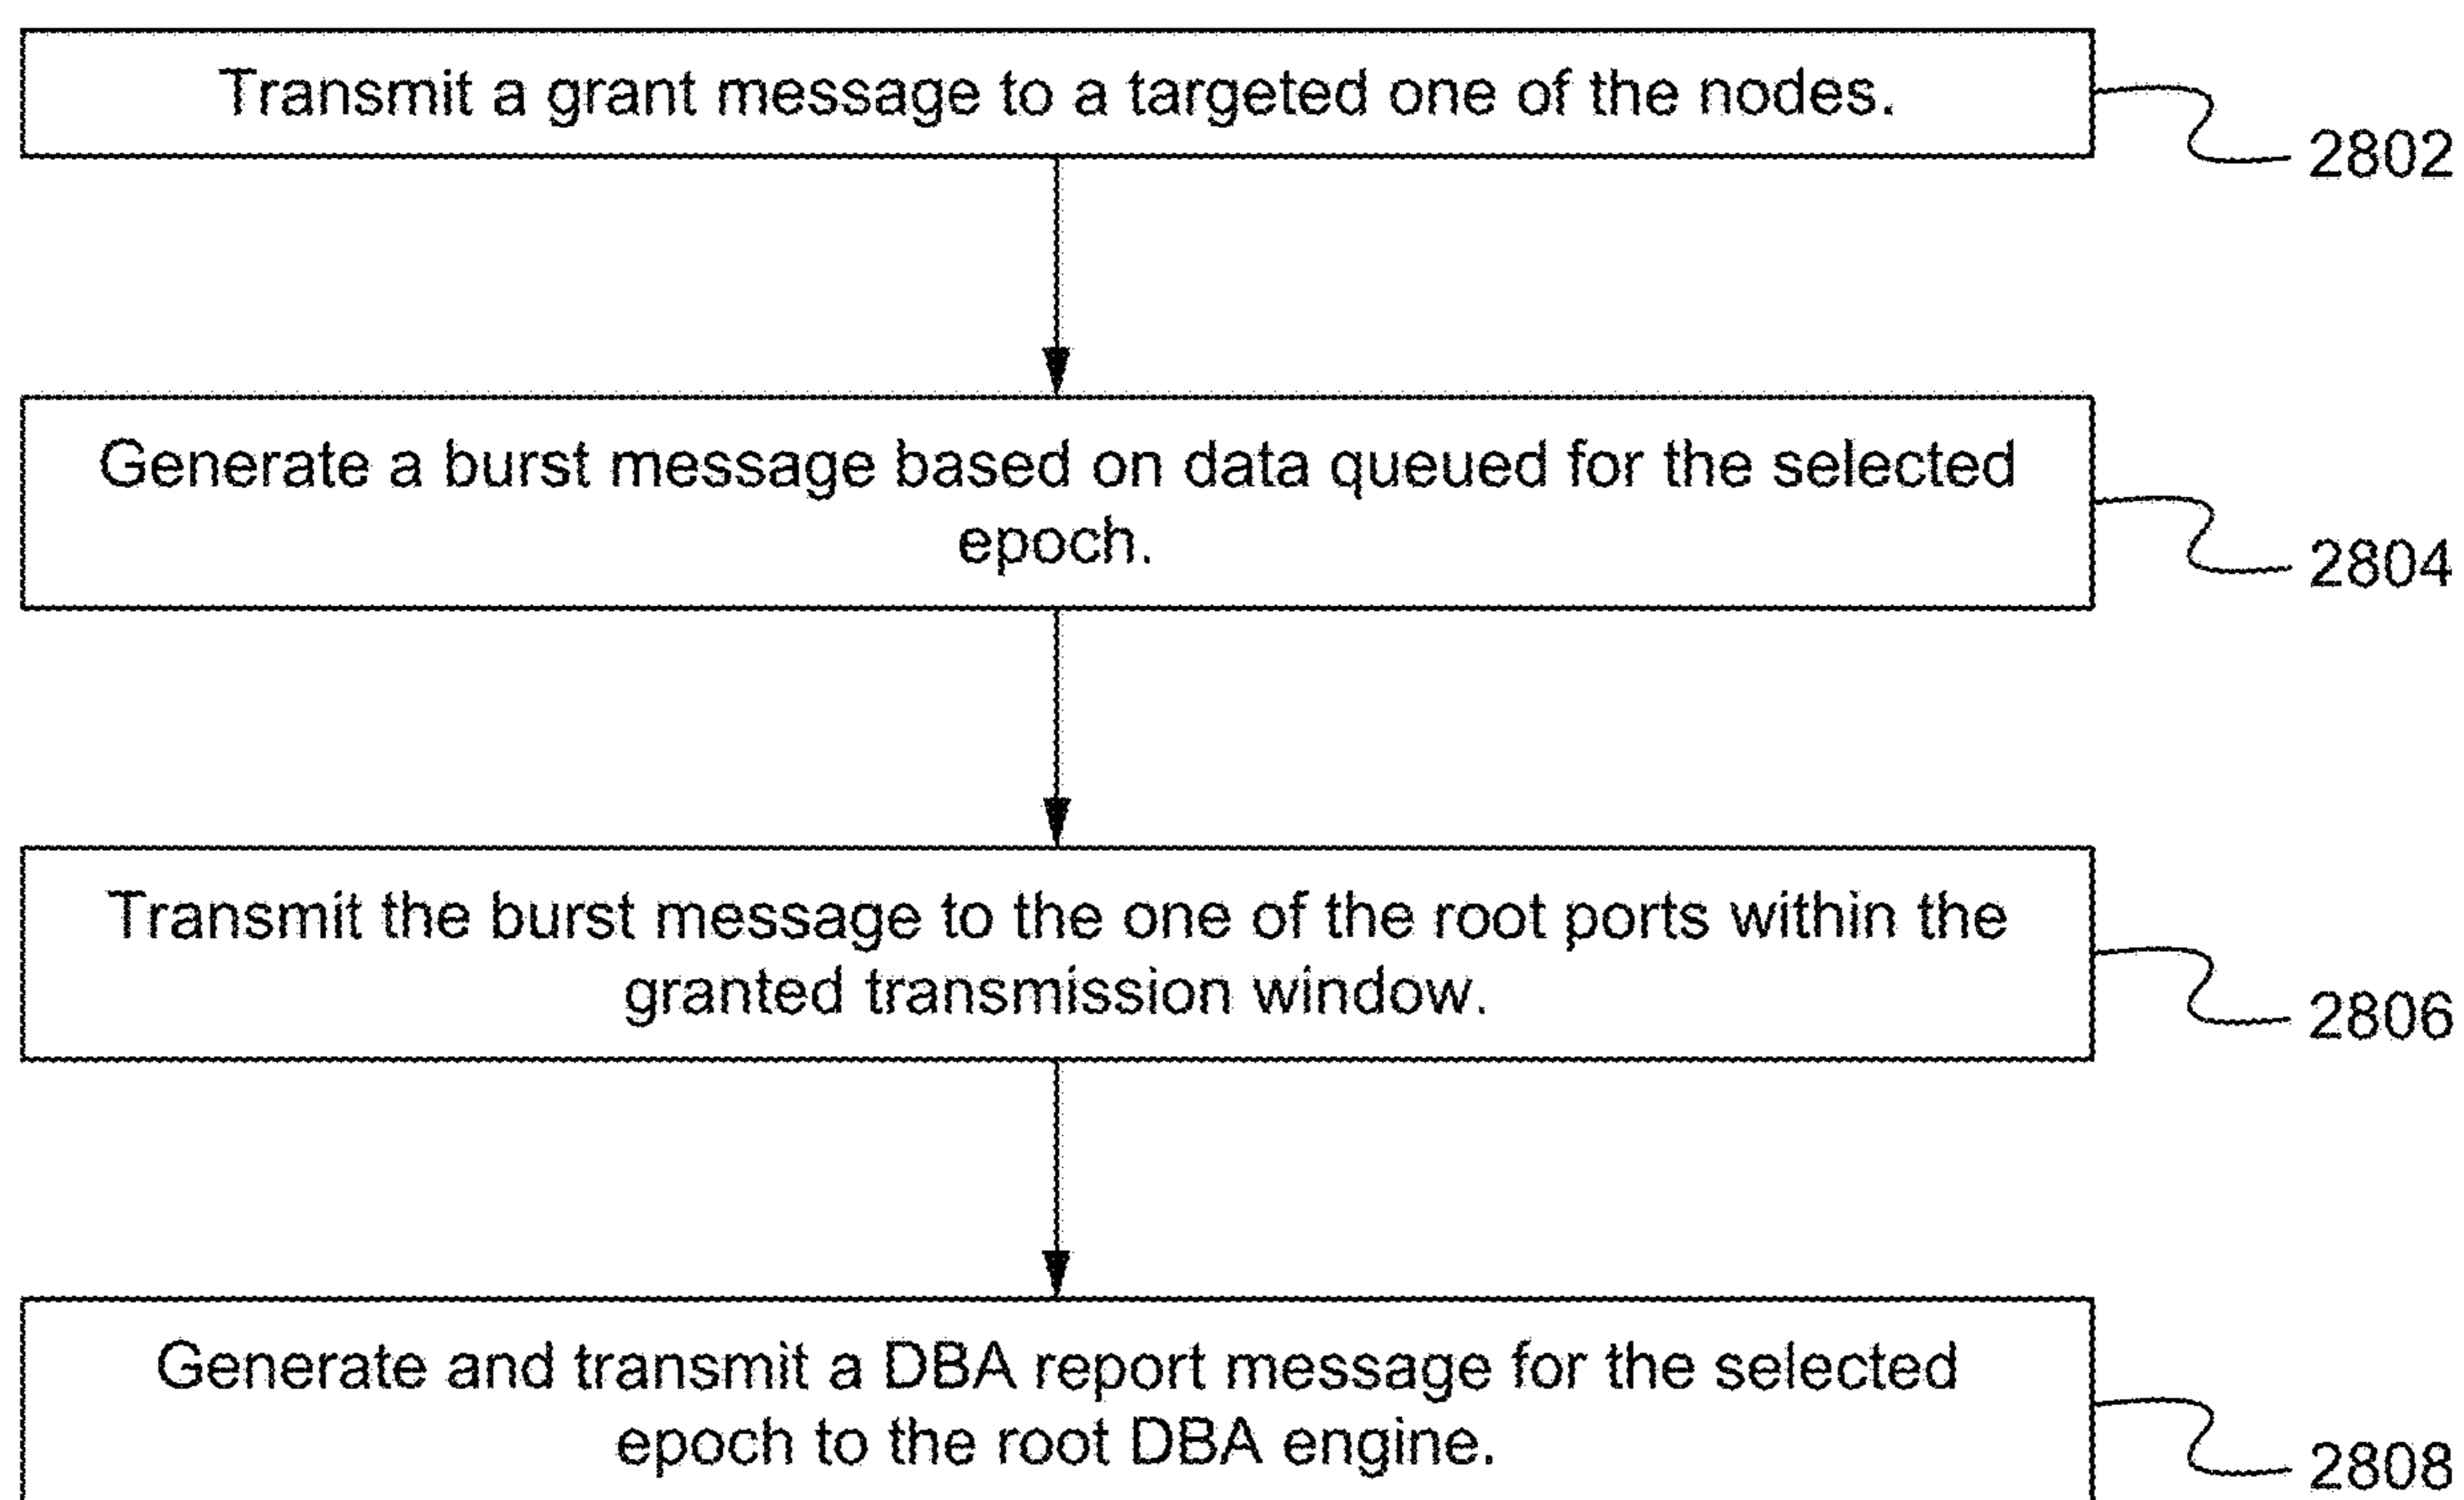 Transmit a grant message to a targeted one of the nodes.
2802
Generate a burst message based on data queued for the selected
epoch.
2804
Transmit the burst message to the one of the root ports within the
granted transmission window.
2806
Generate and transmit a DBA report message for the selected
epoch to the root DBA engine.
2808